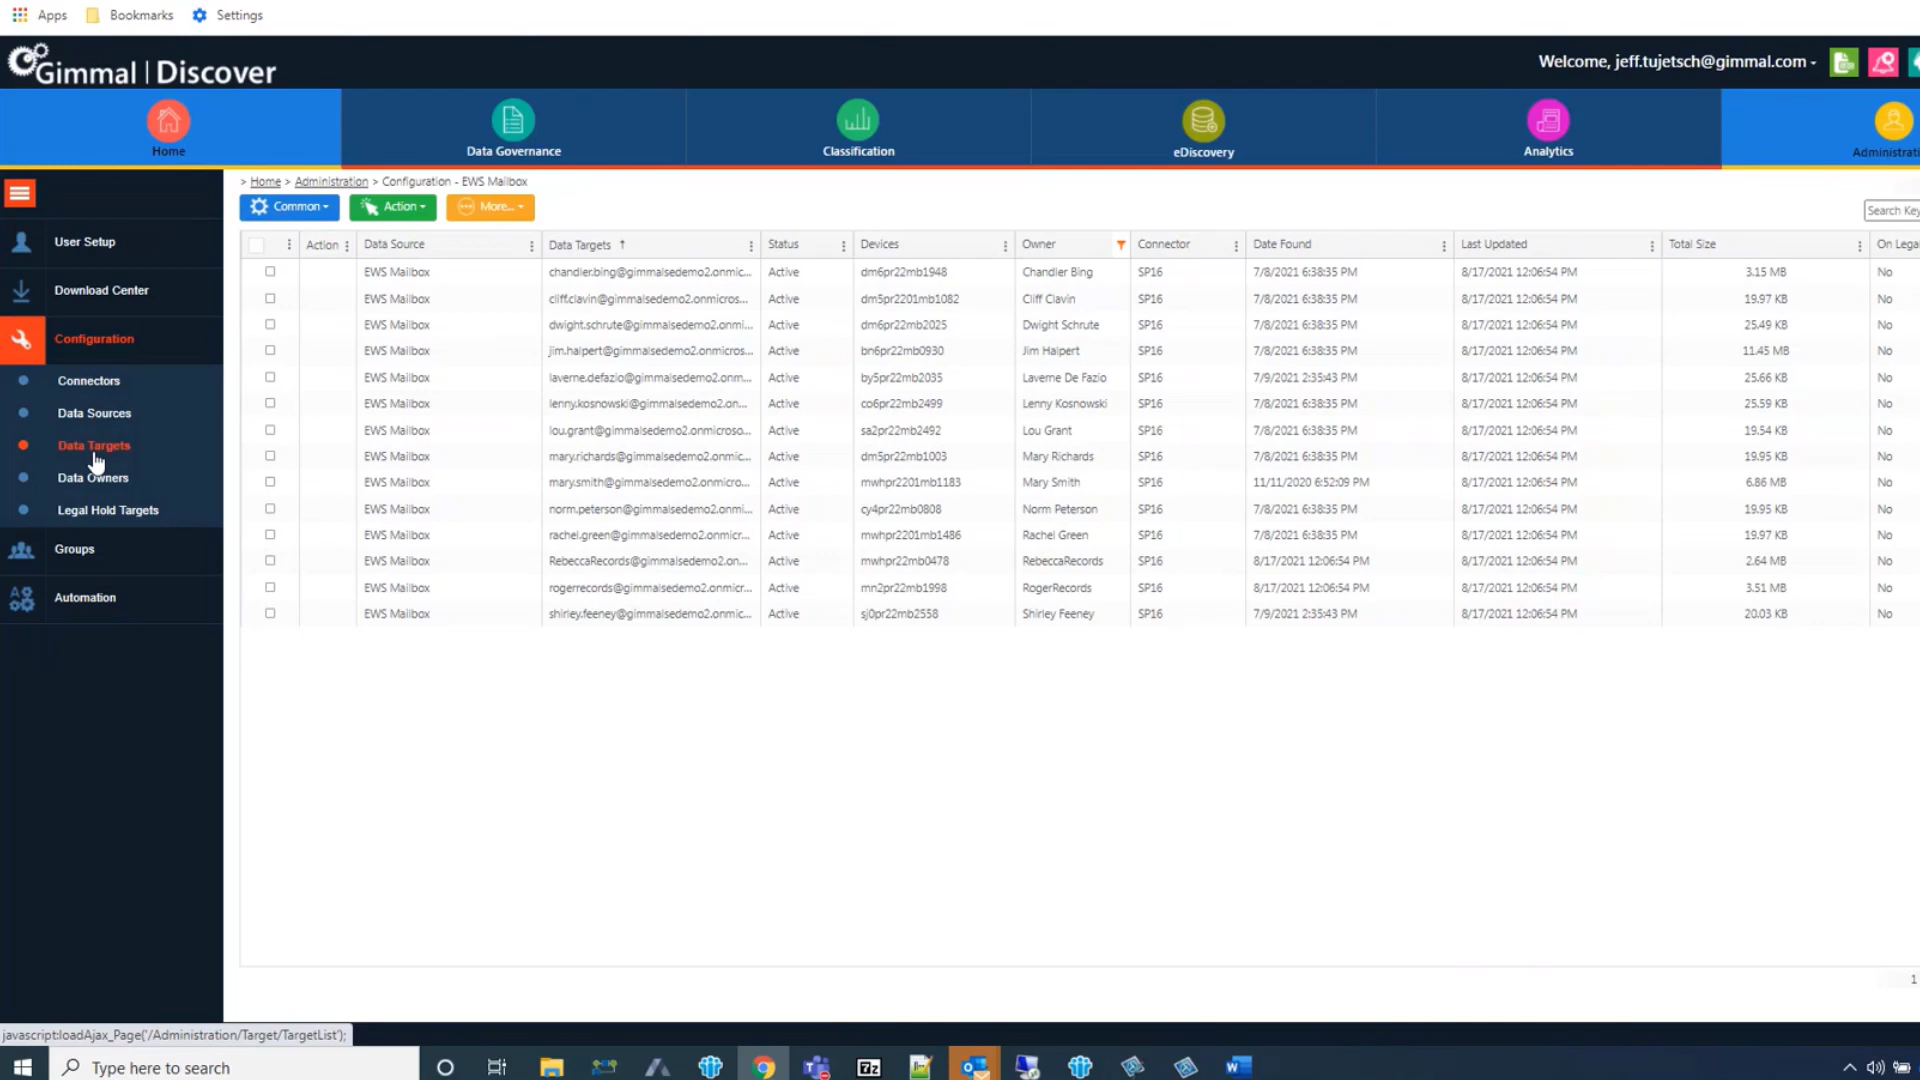 Apps Bookmarks Settings
Gimmal | Discover
Welcome, jeff.tujetsch@gimmal.com
Home Data Governance Classification eDiscovery Analytics Administrati
> Home > Administration > Configuration - EWS Mailbox
Common Action More... Search Key
User Setup
Download Center
Configuration
Connectors
Data Sources
Data Targets
Data Owners
Legal Hold Targets
Groups
Automation
Action Data Source Data Targets ↑ Status Devices Owner Connector Date Found Last Updated Total Size On Lega
EWS Mailbox chandler.bing@gimmalsedemo2.onmic... Active dm6pr22mb1948 Chandler Bing SP16 7/8/2021 6:38:35 PM 8/17/2021 12:06:54 PM 3.15 MB No
EWS Mailbox cliff.clavin@gimmalsedemo2.onmicros... Active dm5pr2201mb1082 Cliff Clavin SP16 7/8/2021 6:38:35 PM 8/17/2021 12:06:54 PM 19.97 KB No
EWS Mailbox dwight.schrute@gimmalsedemo2.onmi... Active dm6pr22mb2025 Dwight Schrute SP16 7/8/2021 6:38:35 PM 8/17/2021 12:06:54 PM 25.49 KB No
EWS Mailbox jim.halpert@gimmalsedemo2.onmicros... Active bn6pr22mb0930 Jim Halpert SP16 7/8/2021 6:38:35 PM 8/17/2021 12:06:54 PM 11.45 MB No
EWS Mailbox laverne.defazio@gimmalsedemo2.onm... Active by5pr22mb2035 Laverne De Fazio SP16 7/9/2021 2:35:43 PM 8/17/2021 12:06:54 PM 25.66 KB No
EWS Mailbox lenny.kosnowski@gimmalsedemo2.on... Active co6pr22mb2499 Lenny Kosnowski SP16 7/8/2021 6:38:35 PM 8/17/2021 12:06:54 PM 25.59 KB No
EWS Mailbox lou.grant@gimmalsedemo2.onmicroso... Active sa2pr22mb2492 Lou Grant SP16 7/8/2021 6:38:35 PM 8/17/2021 12:06:54 PM 19.54 KB No
EWS Mailbox mary.richards@gimmalsedemo2.onmic... Active dm5pr22mb1003 Mary Richards SP16 7/8/2021 6:38:35 PM 8/17/2021 12:06:54 PM 19.95 KB No
EWS Mailbox mary.smith@gimmalsedemo2.onmicro... Active mwhpr2201mb1183 Mary Smith SP16 11/11/2020 6:52:09 PM 8/17/2021 12:06:54 PM 6.86 MB No
EWS Mailbox norm.peterson@gimmalsedemo2.onmi... Active cy4pr22mb0808 Norm Peterson SP16 7/8/2021 6:38:35 PM 8/17/2021 12:06:54 PM 19.95 KB No
EWS Mailbox rachel.green@gimmalsedemo2.onmicr... Active mwhpr2201mb1486 Rachel Green SP16 7/8/2021 6:38:35 PM 8/17/2021 12:06:54 PM 19.97 KB No
EWS Mailbox RebeccaRecords@gimmalsedemo2.on... Active mwhpr22mb0478 RebeccaRecords SP16 8/17/2021 12:06:54 PM 8/17/2021 12:06:54 PM 2.64 MB No
EWS Mailbox rogerrecords@gimmalsedemo2.onmicr... Active mn2pr22mb1998 RogerRecords SP16 8/17/2021 12:06:54 PM 8/17/2021 12:06:54 PM 3.51 MB No
EWS Mailbox shirley.feeney@gimmalsedemo2.onmic... Active sj0pr22mb2558 Shirley Feeney SP16 7/9/2021 2:35:43 PM 8/17/2021 12:06:54 PM 20.03 KB No
1
javascript:loadAjax_Page('/Administration/Target/TargetList');
Type here to search